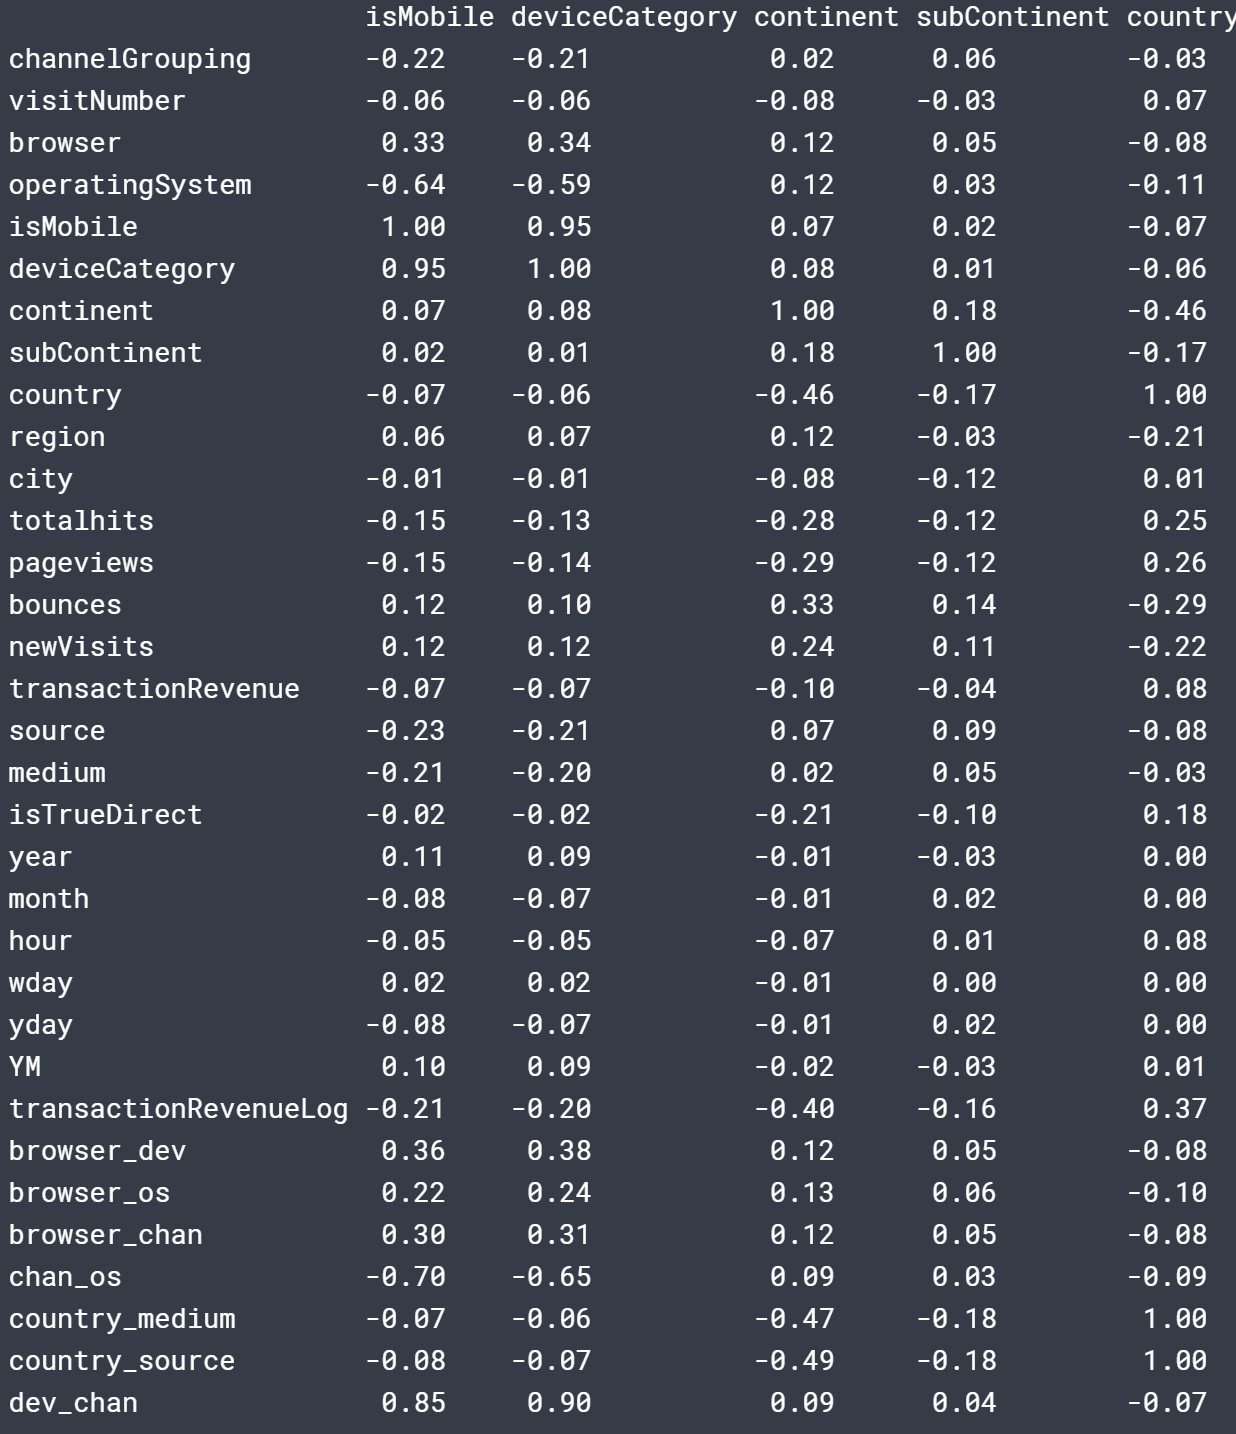 isMobile deviceCategory continent subContinent country
channelGrouping -0.22 -0.21 0.02 0.06 -0.03
visitNumber -0.06 -0.06 -0.08 -0.03 0.07
browser 0.33 0.34 0.12 0.05 -0.08
operatingSystem -0.64 -0.59 0.12 0.03 -0.11
isMobile 1.00 0.95 0.07 0.02 -0.07
deviceCategory 0.95 1.00 0.08 0.01 -0.06
continent 0.07 0.08 1.00 0.18 -0.46
subContinent 0.02 0.01 0.18 1.00 -0.17
country -0.07 -0.06 -0.46 -0.17 1.00
region 0.06 0.07 0.12 -0.03 -0.21
city -0.01 -0.01 -0.08 -0.12 0.01
totalhits -0.15 -0.13 -0.28 -0.12 0.25
pageviews -0.15 -0.14 -0.29 -0.12 0.26
bounces 0.12 0.10 0.33 0.14 -0.29
newVisits 0.12 0.12 0.24 0.11 -0.22
transactionRevenue -0.07 -0.07 -0.10 -0.04 0.08
source -0.23 -0.21 0.07 0.09 -0.08
medium -0.21 -0.20 0.02 0.05 -0.03
isTrueDirect -0.02 -0.02 -0.21 -0.10 0.18
year 0.11 0.09 -0.01 -0.03 0.00
month -0.08 -0.07 -0.01 0.02 0.00
hour -0.05 -0.05 -0.07 0.01 0.08
wday 0.02 0.02 -0.01 0.00 0.00
yday -0.08 -0.07 -0.01 0.02 0.00
YM 0.10 0.09 -0.02 -0.03 0.01
transactionRevenueLog -0.21 -0.20 -0.40 -0.16 0.37
browser_dev 0.36 0.38 0.12 0.05 -0.08
browser_os 0.22 0.24 0.13 0.06 -0.10
browser_chan 0.30 0.31 0.12 0.05 -0.08
chan_os -0.70 -0.65 0.09 0.03 -0.09
country_medium -0.07 -0.06 -0.47 -0.18 1.00
country_source -0.08 -0.07 -0.49 -0.18 1.00
dev_chan 0.85 0.90 0.09 0.04 -0.07